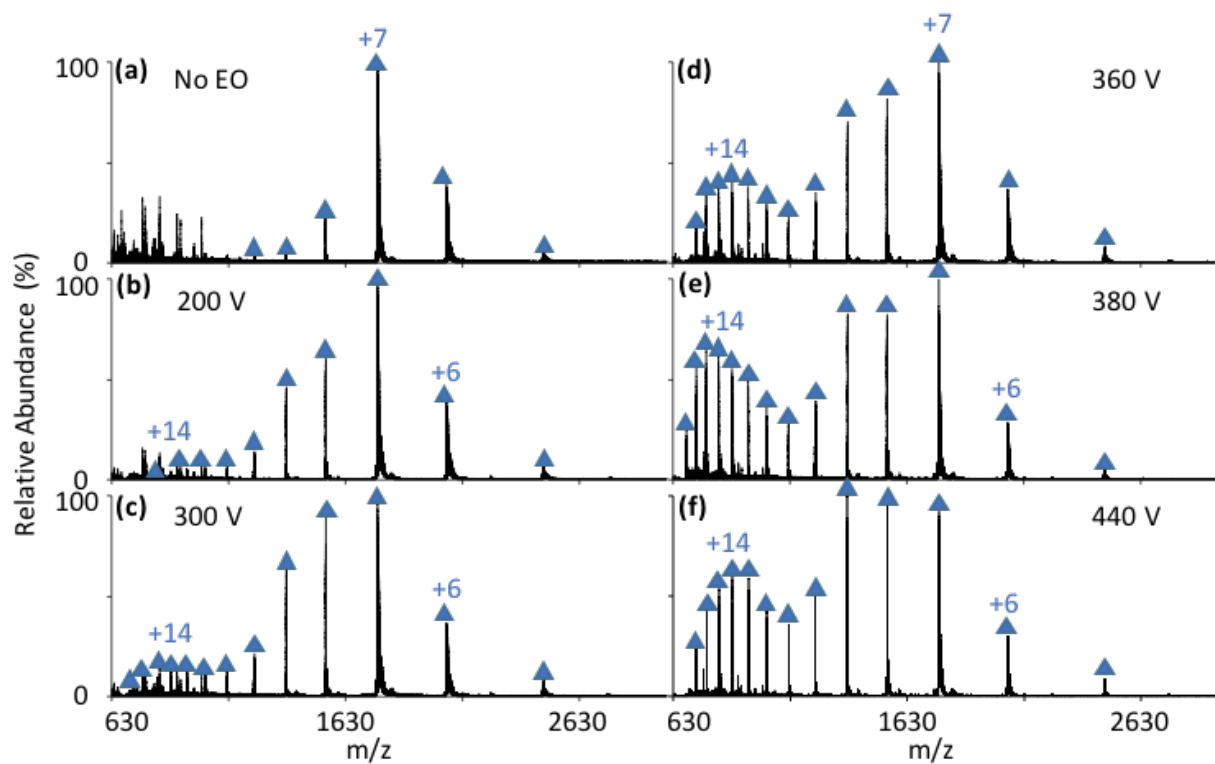 Relative Abundance (%)
(a)
No EO
+7
100
0
(b)
200 V
+14
+6
100
0
(c)
300 V
+14
+6
100
0
630
1630
2630
m/z
(d)
360 V
+7
+14
(e)
380 V
+14
+6
(f)
440 V
+14
+6
630
1630
2630
m/z